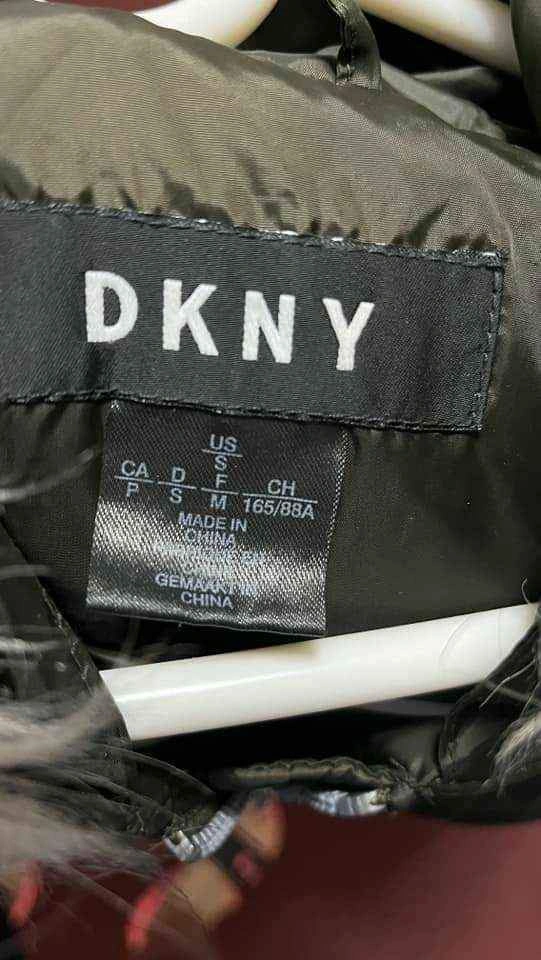 DKNY
US
S
CA D F CH
P S M 165/88A
MADE IN
CHINA
GEMAAKT IN
CHINA